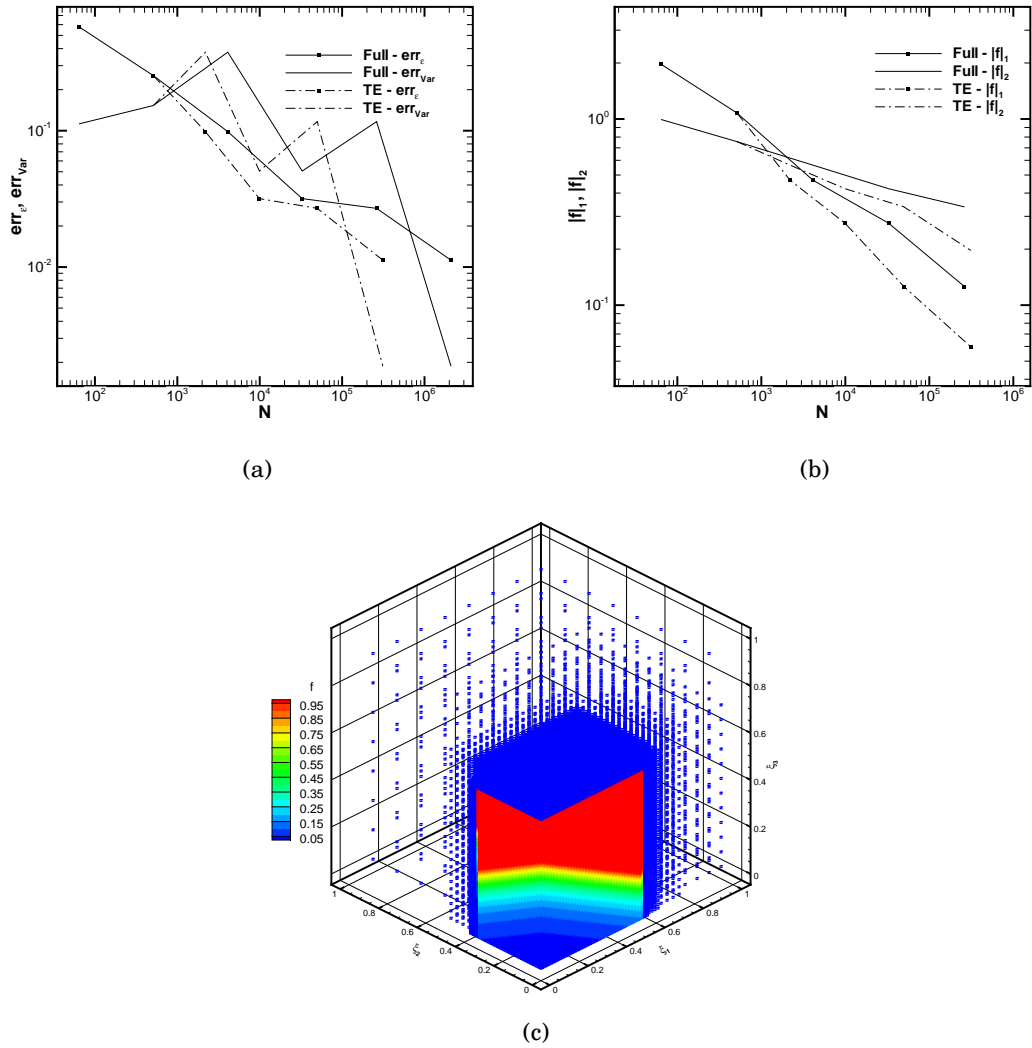 Full - err_ε
Full - err_Var
TE - err_ε
TE - err_Var
10^-1
10^-2
err_ε, err_Var
10^2 10^3 10^4 10^5 10^6
N
(a)
Full - |f|_1
Full - |f|_2
TE - |f|_1
TE - |f|_2
10^0
10^-1
|f|_1, |f|_2
10^2 10^3 10^4 10^5 10^6
N
(b)
f
0.95
0.85
0.75
0.65
0.55
0.45
0.35
0.25
0.15
0.05
1
0.8
0.6
0.4
0.2
0
ξ_3
1 0.8 0.6 0.4 0.2 0
ξ_2
0 0.2 0.4 0.6 0.8 1
ξ_1
(c)